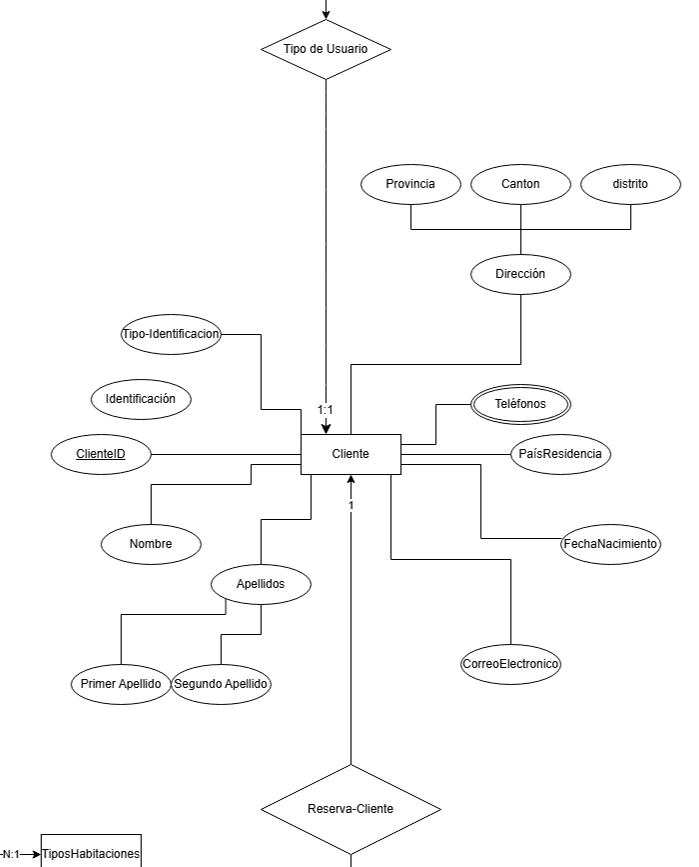 Tipo de Usuario
Provincia
Canton
distrito
Dirección
Tipo-Identificacion
Identificación
Teléfonos
1:1
ClienteID
Cliente
PaísResidencia
1
Nombre
FechaNacimiento
Apellidos
CorreoElectronico
Primer Apellido
Segundo Apellido
Reserva-Cliente
N:1
TiposHabitaciones